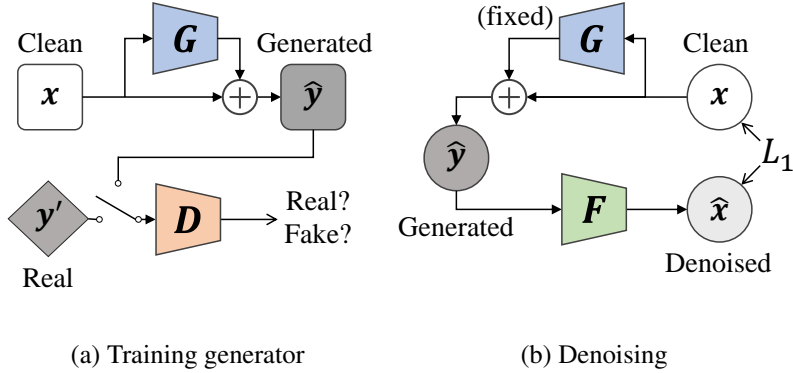 Clean
G
Generated
x
+
ŷ
y′
Real
D
Real?
Fake?
(a) Training generator
(fixed)
G
Clean
+
x
ŷ
L₁
Generated
F
x̂
Denoised
(b) Denoising